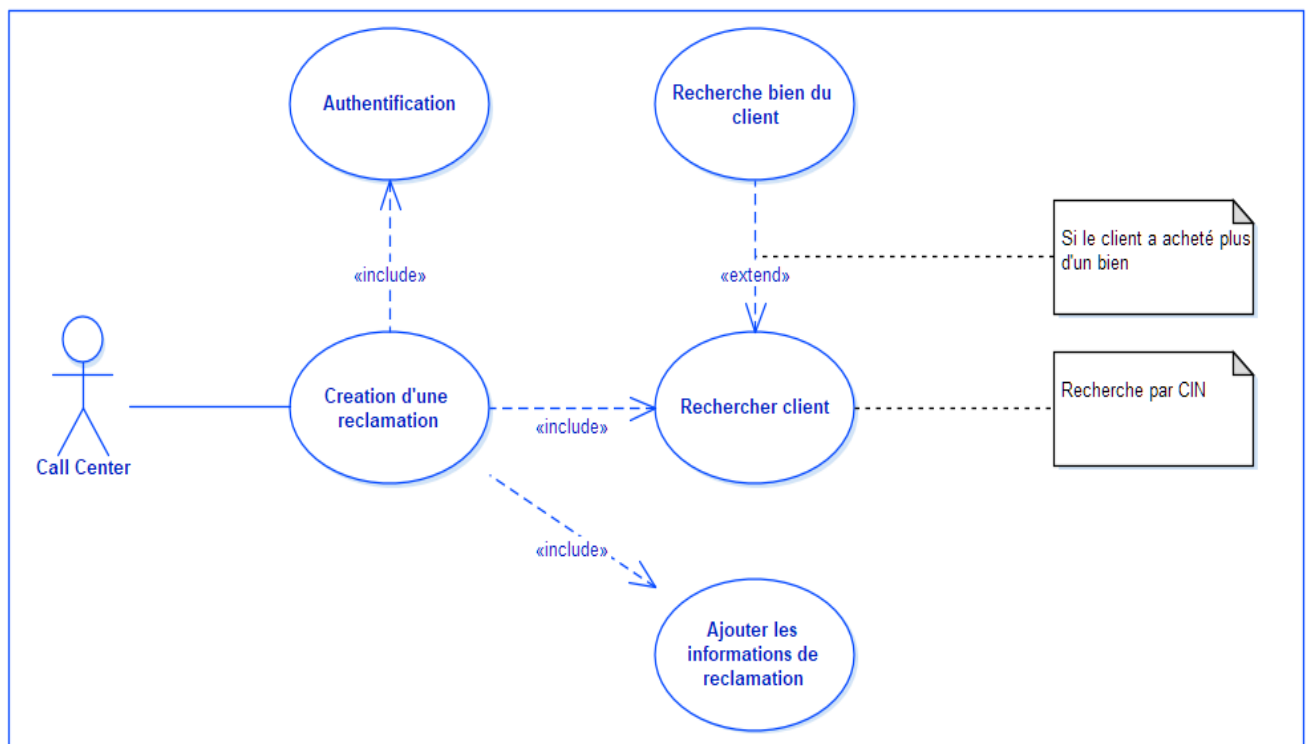 Authentification
Recherche bien du
client
Si le client a acheté plus
d'un bien
«include»
«extend»
Creation d'une
reclamation
Rechercher client
Recherche par CIN
«include»
Call Center
«include»
Ajouter les
informations de
reclamation